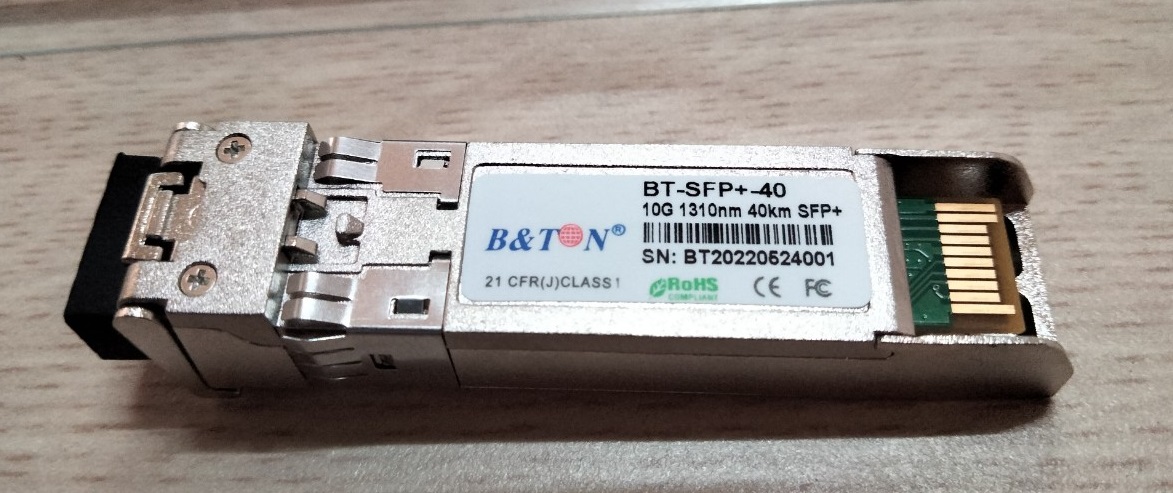 BT-SFP+-40
10G 1310nm 40km SFP+
B&TON®
SN: BT20220524001
21 CFR(J)CLASS1
RoHS
COMPLIANT
CE FC